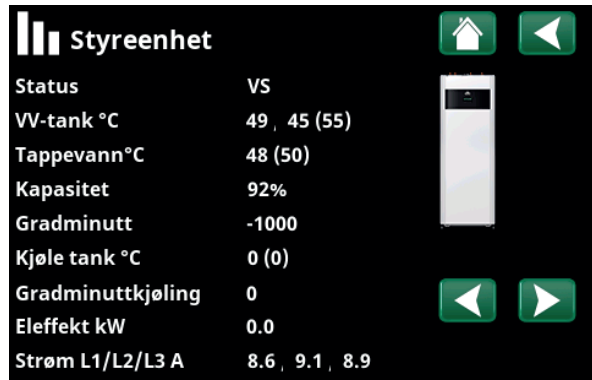 Styreenhet
Status VS
VV-tank °C 49 , 45 (55)
Tappevann°C 48 (50)
Kapasitet 92%
Gradminutt -1000
Kjøle tank °C 0 (0)
Gradminuttkjøling 0
Eleffekt kW 0.0
Strøm L1/L2/L3 A 8.6 , 9.1 , 8.9